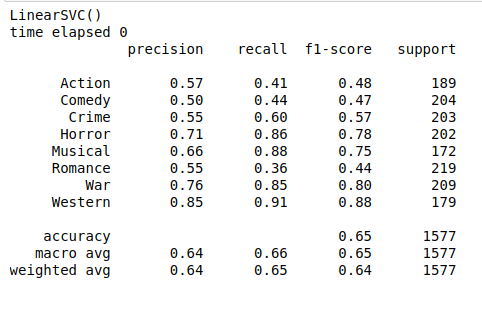 LinearSVC()
time elapsed 0
precision recall f1-score support
Action 0.57 0.41 0.48 189
Comedy 0.50 0.44 0.47 204
Crime 0.55 0.60 0.57 203
Horror 0.71 0.86 0.78 202
Musical 0.66 0.88 0.75 172
Romance 0.55 0.36 0.44 219
War 0.76 0.85 0.80 209
Western 0.85 0.91 0.88 179
accuracy 0.65 1577
macro avg 0.64 0.66 0.65 1577
weighted avg 0.64 0.65 0.64 1577